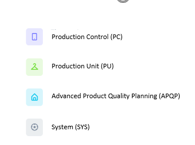 Production Control (PC)
Production Unit (PU)
Advanced Product Quality Planning (APQP)
System (SYS)